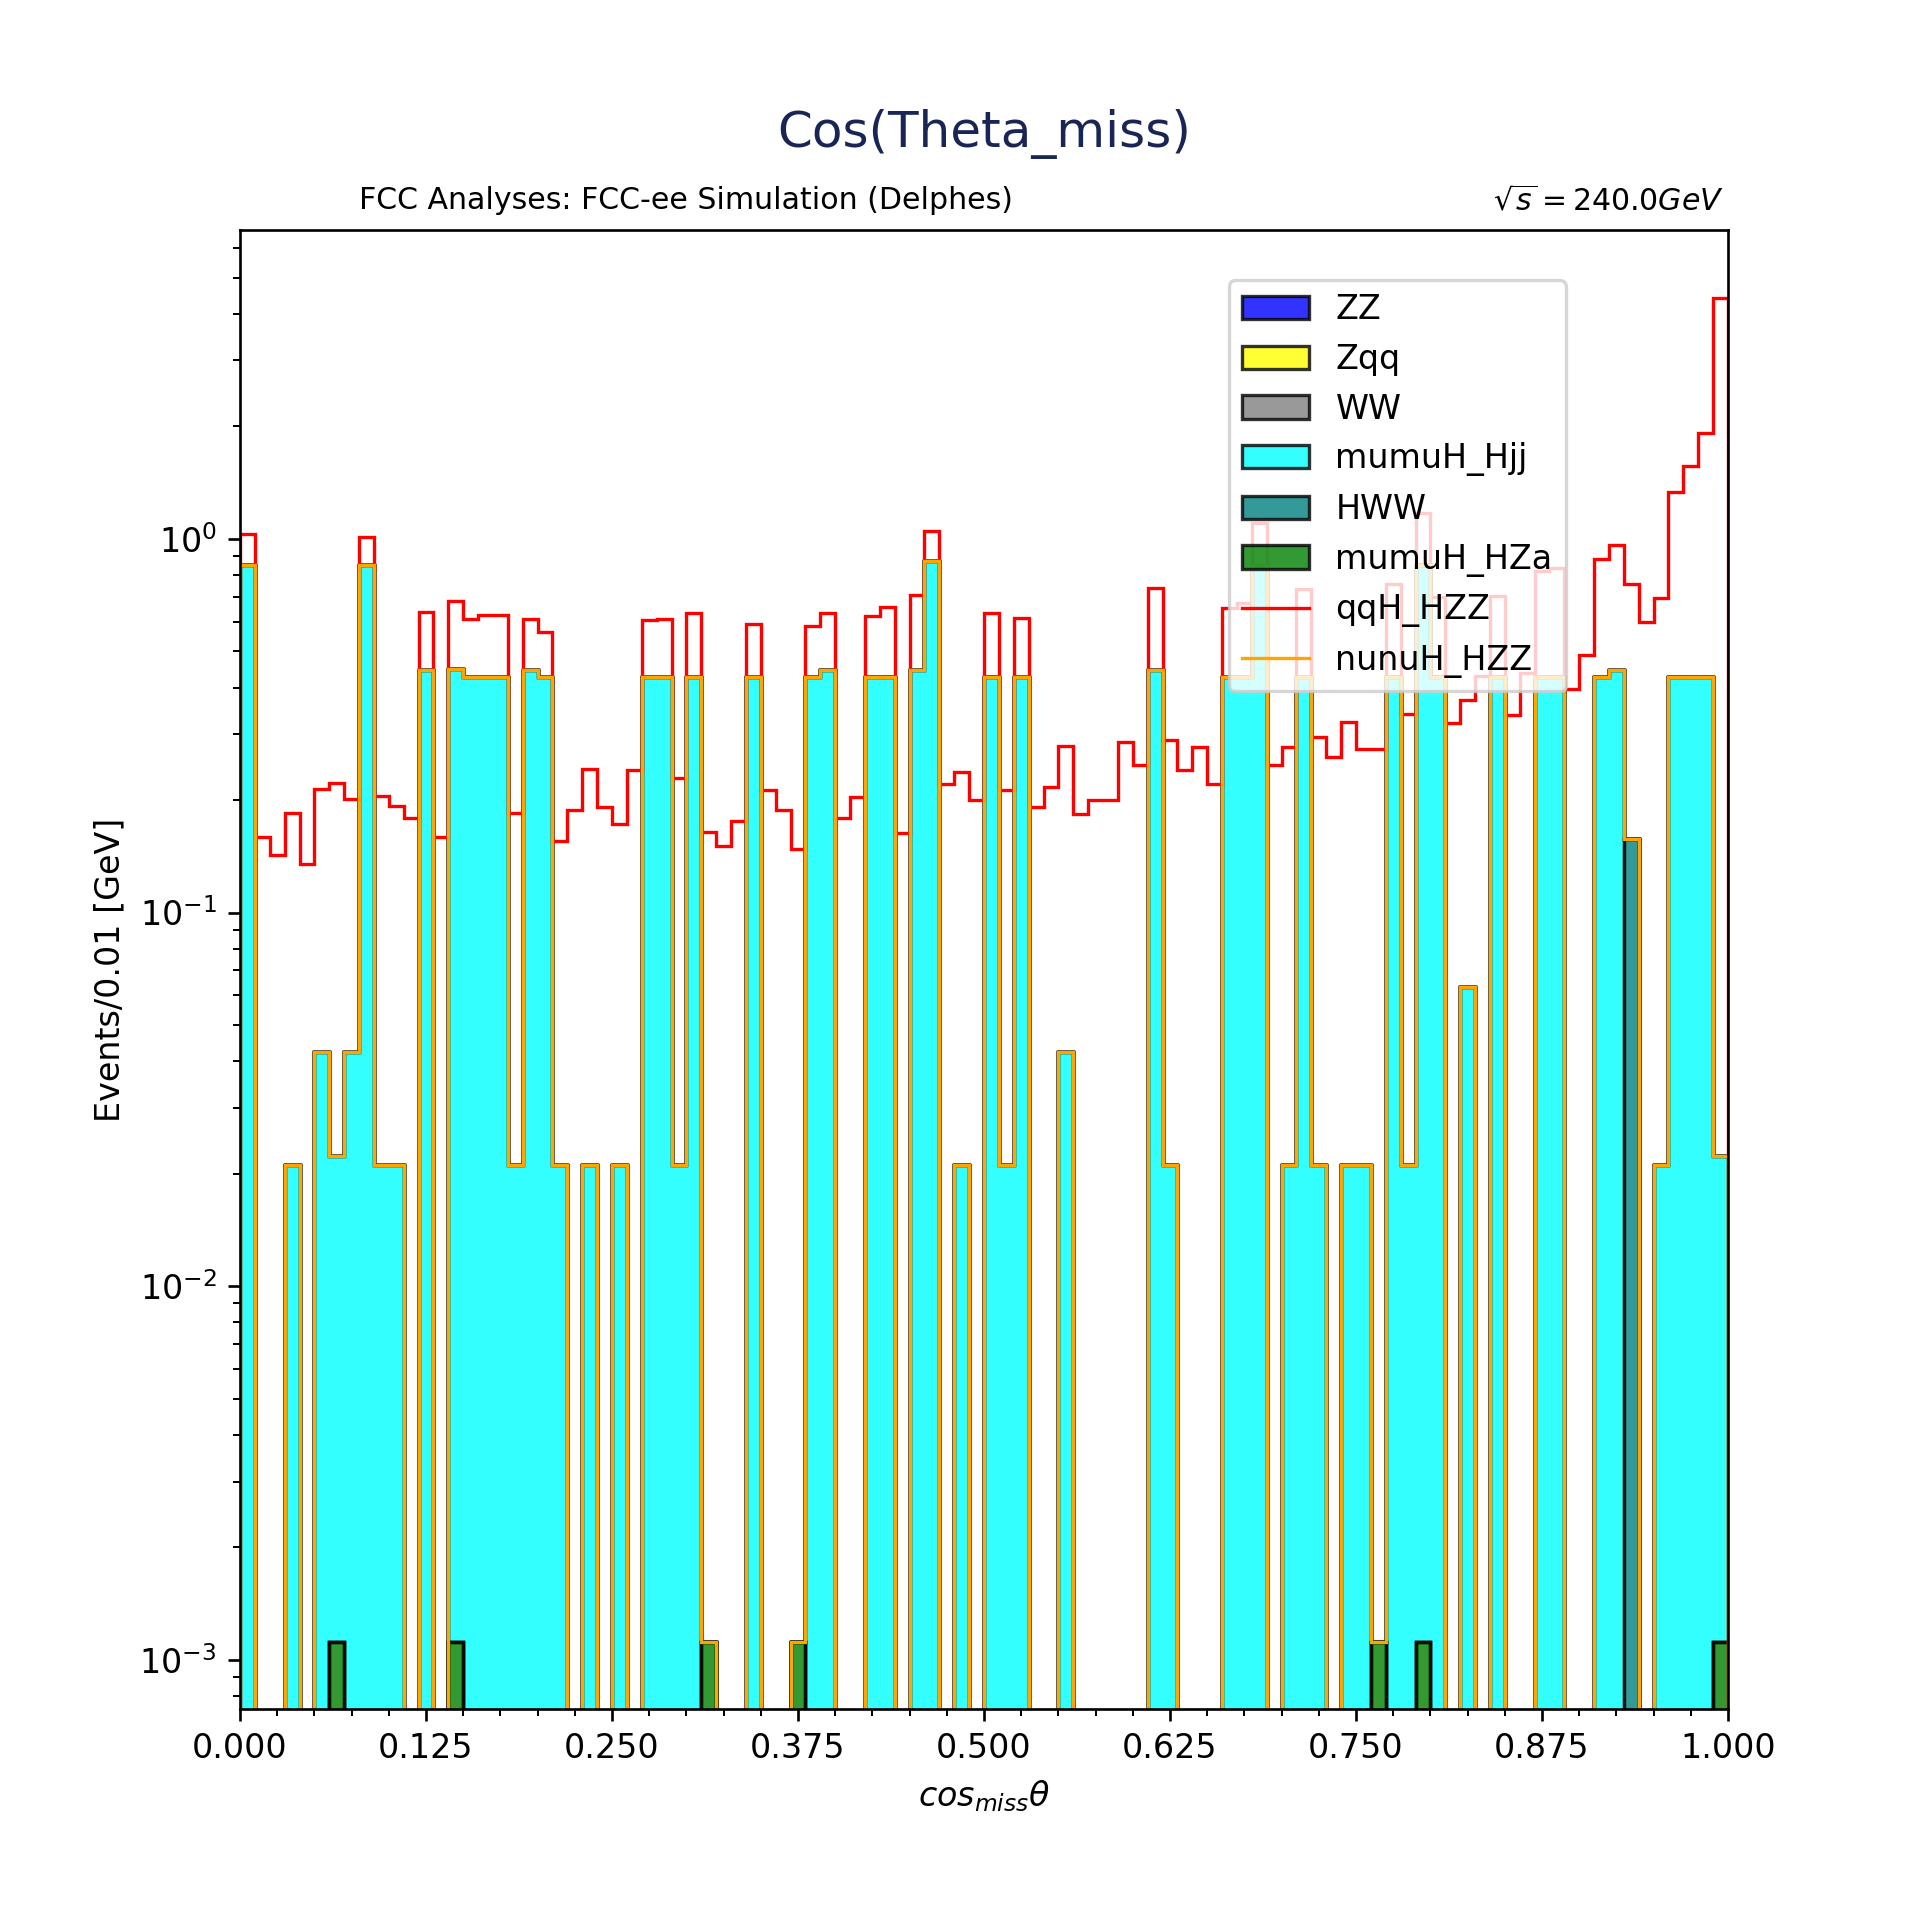 Cos(Theta_miss)
FCC Analyses: FCC-ee Simulation (Delphes)
√s = 240.0GeV
ZZ
Zqq
WW
mumuH_Hjj
HWW
mumuH_HZa
qqH_HZZ
nunuH_HZZ
Events/0.01 [GeV]
10⁰
10⁻¹
10⁻²
10⁻³
0.000 0.125 0.250 0.375 0.500 0.625 0.750 0.875 1.000
cos_miss θ